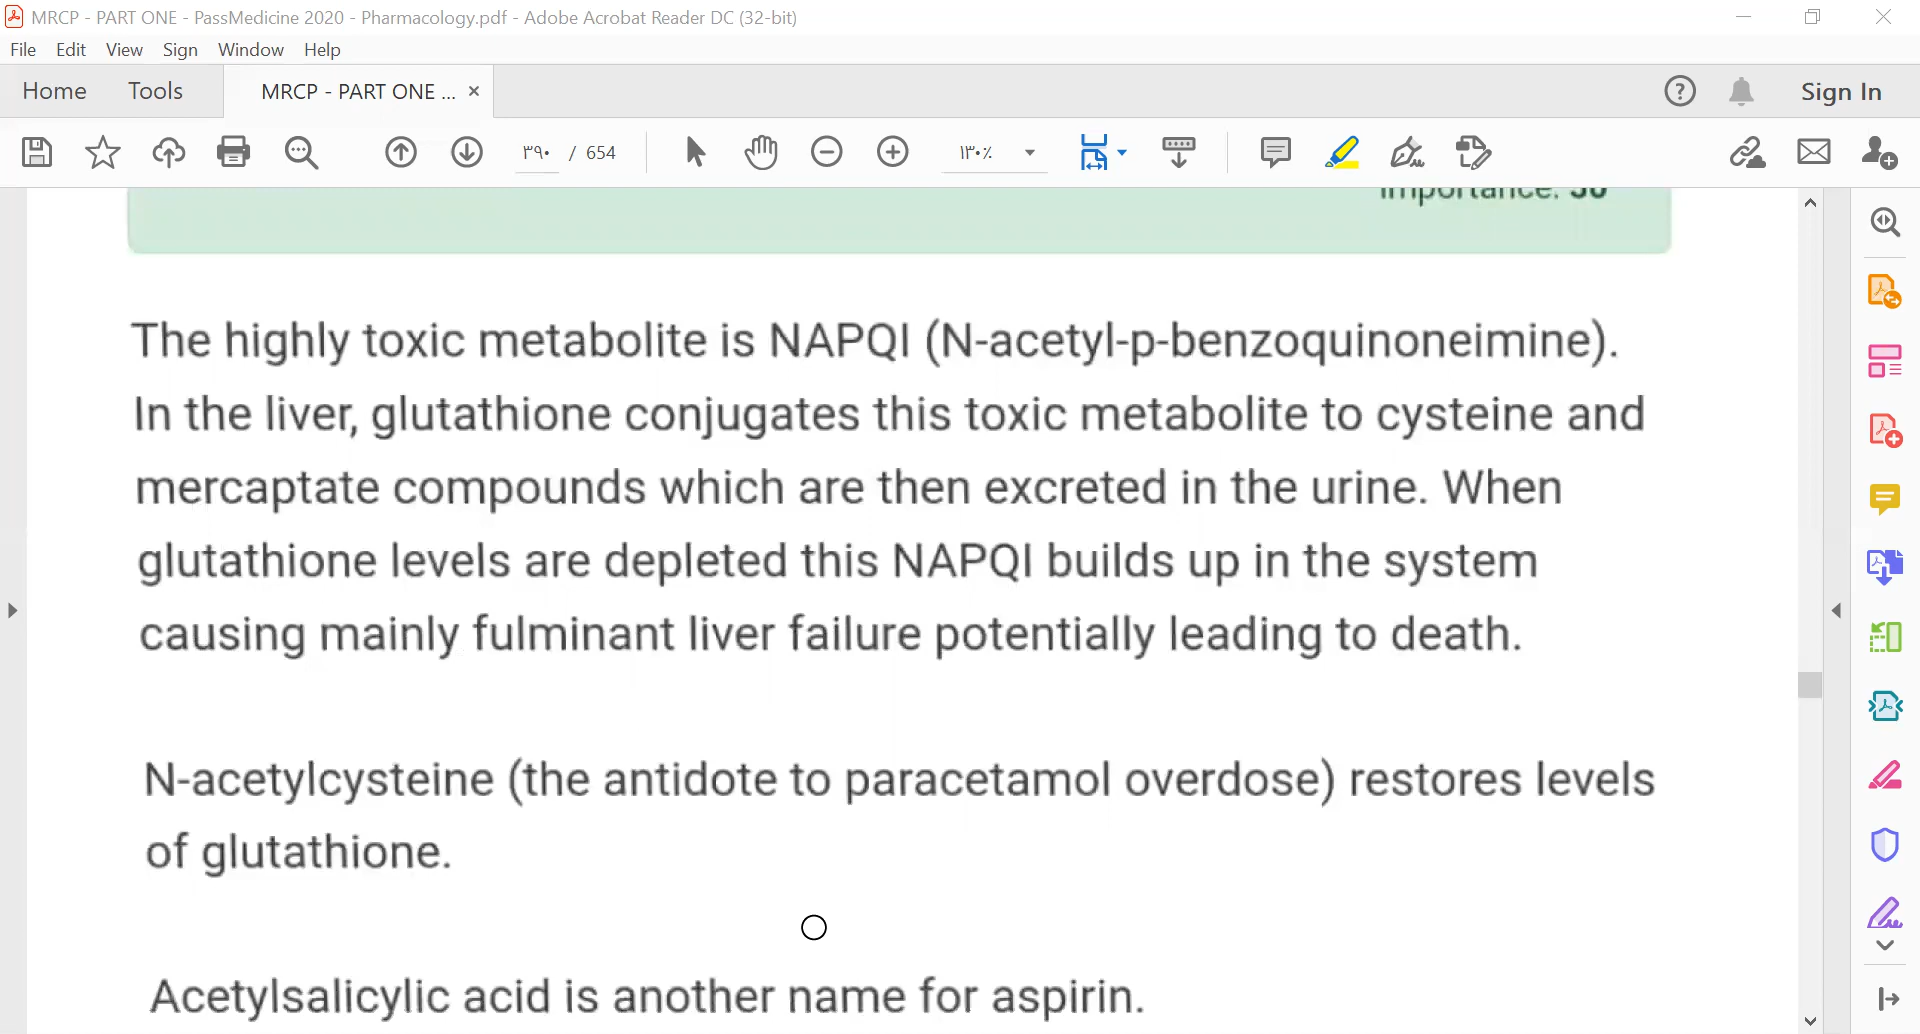 MRCP - PART ONE - PassMedicine 2020 - Pharmacology.pdf - Adobe Acrobat Reader DC (32-bit)
File Edit View Sign Window Help
Home Tools MRCP - PART ONE ... × Sign In
٣٩٠ / 654 ١٣٠٪
Importance: 50
The highly toxic metabolite is NAPQI (N-acetyl-p-benzoquinoneimine).
In the liver, glutathione conjugates this toxic metabolite to cysteine and
mercaptate compounds which are then excreted in the urine. When
glutathione levels are depleted this NAPQI builds up in the system
causing mainly fulminant liver failure potentially leading to death.
N-acetylcysteine (the antidote to paracetamol overdose) restores levels
of glutathione.
Acetylsalicylic acid is another name for aspirin.